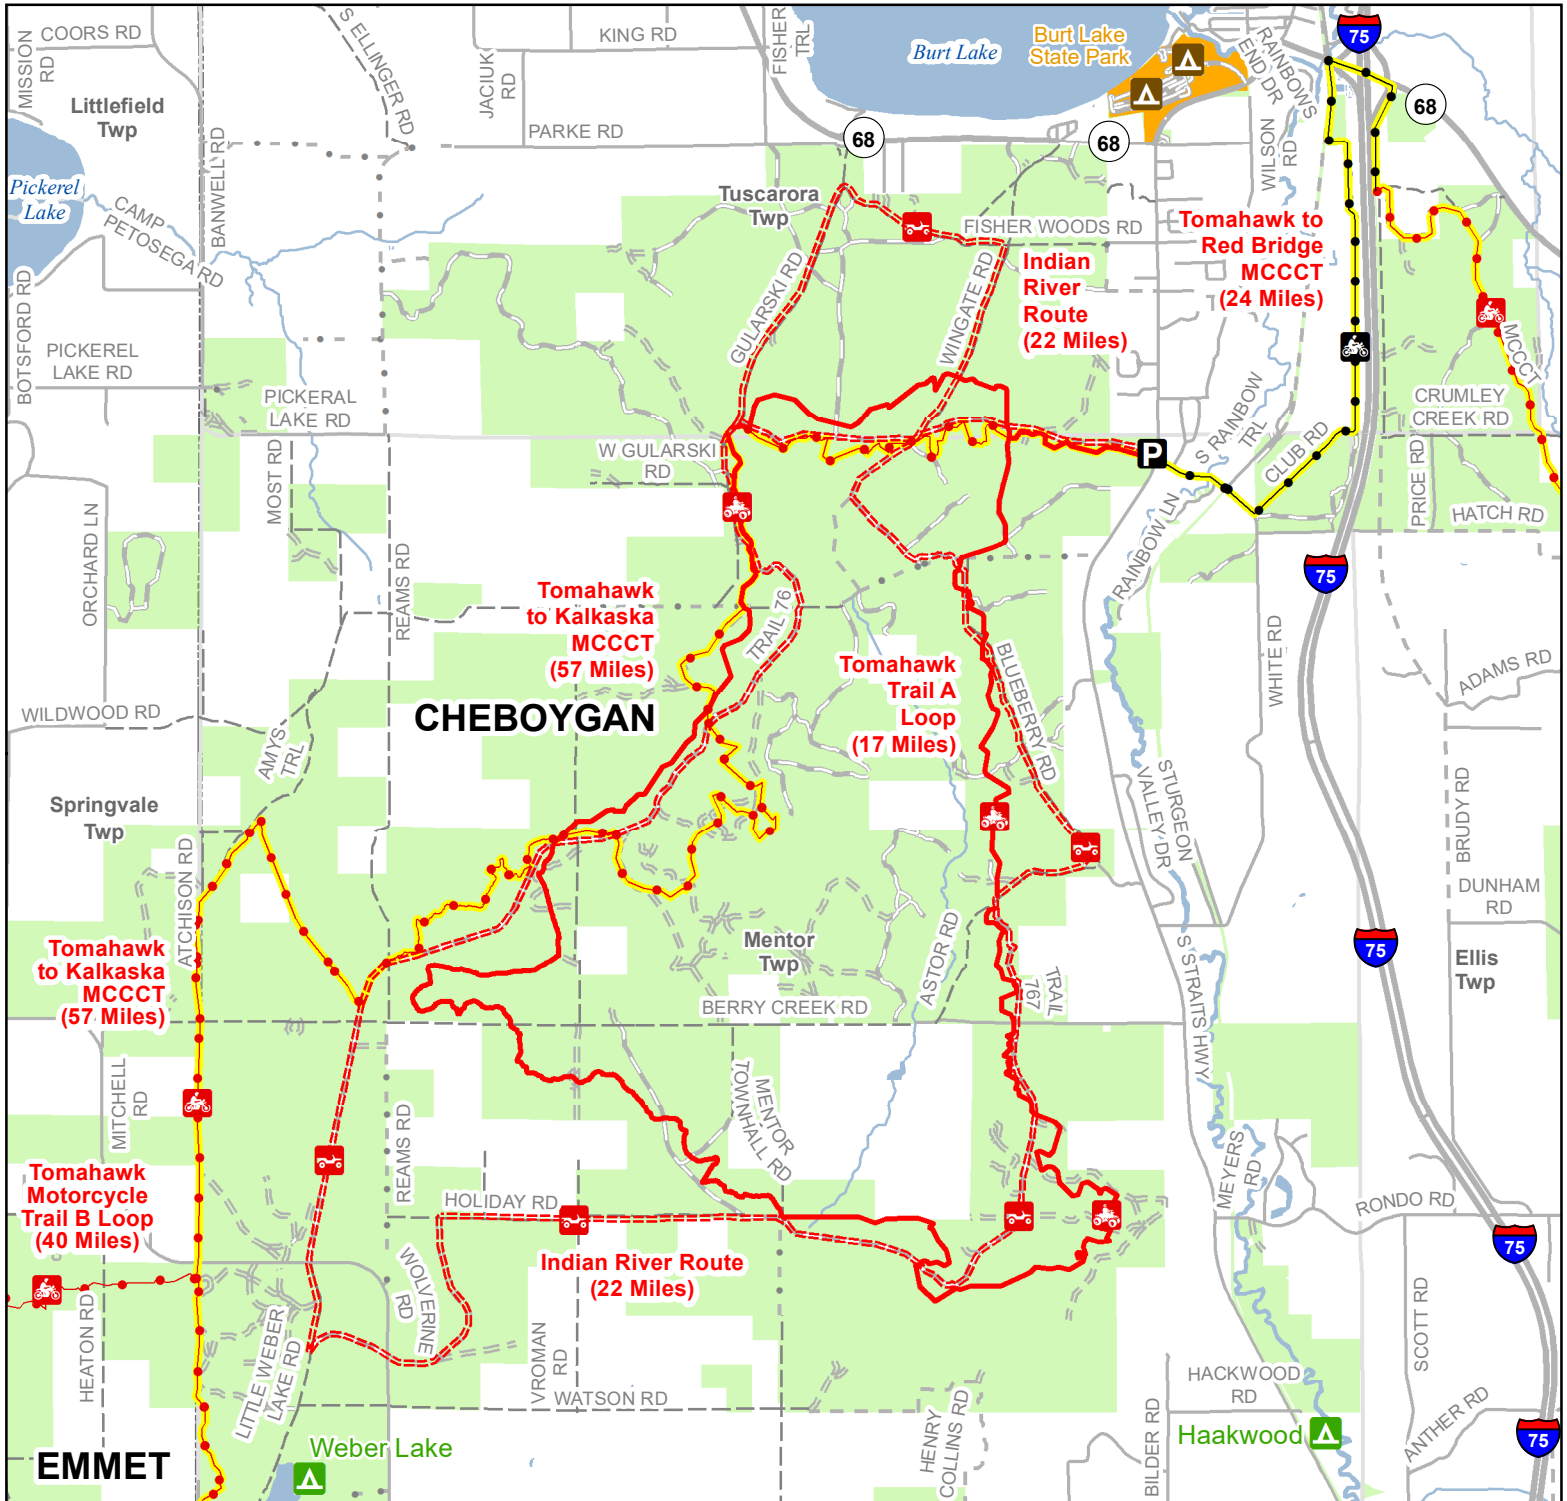 COORS RD
MISSION
RD
S ELLINGER RD
JACIUK
RD
KING RD
FISHER
TRL
Burt Lake
Burt Lake
State Park
RAINBOWS
END DR
75
68
Littlefield
Twp
BANWELL RD
PARKE RD
68
68
WILSON
RD
Pickerel
Lake
CAMP
PETOSEGA RD
Tuscarora
Twp
FISHER WOODS RD
Tomahawk to
Red Bridge
MCCCT
(24 Miles)
Indian
River
Route
(22 Miles)
GULARSKI RD
WINGATE RD
BOTSFORD RD
PICKEREL
LAKE RD
MCCCT
PICKERAL
LAKE RD
CRUMLEY
CREEK RD
S RAINBOW
TRL
CLUB RD
W GULARSKI
RD
P
MOST RD
PRICE RD
HATCH RD
ORCHARD LN
REAMS RD
RAINBOW LN
75
Tomahawk
to Kalkaska
MCCCT
(57 Miles)
TRAIL 76
Tomahawk
Trail A
Loop
(17 Miles)
BLUEBERRY RD
WHITE RD
ADAMS RD
WILDWOOD RD
CHEBOYGAN
AMYS
TRL
STURGEON
VALLEY DR
BRUDY RD
Springvale
Twp
ATCHISON RD
DUNHAM
RD
Tomahawk
to Kalkaska
MCCCT
(57 Miles)
Mentor
Twp
ASTOR RD
S STRAITS HWY
75
Ellis
Twp
TRAIL
767
BERRY CREEK RD
MITCHELL
RD
REAMS RD
MENTOR
TOWNHALL RD
MEYERS
RD
Tomahawk
Motorcycle
Trail B Loop
(40 Miles)
HOLIDAY RD
RONDO RD
75
Indian River Route
(22 Miles)
WOLVERINE
RD
HEATON RD
LITTLE WEBER
LAKE RD
VROMAN
RD
SCOTT RD
WATSON RD
HACKWOOD
RD
HENRY
COLLINS RD
BILDER RD
Haakwood
ANTHER RD
75
EMMET
Weber Lake